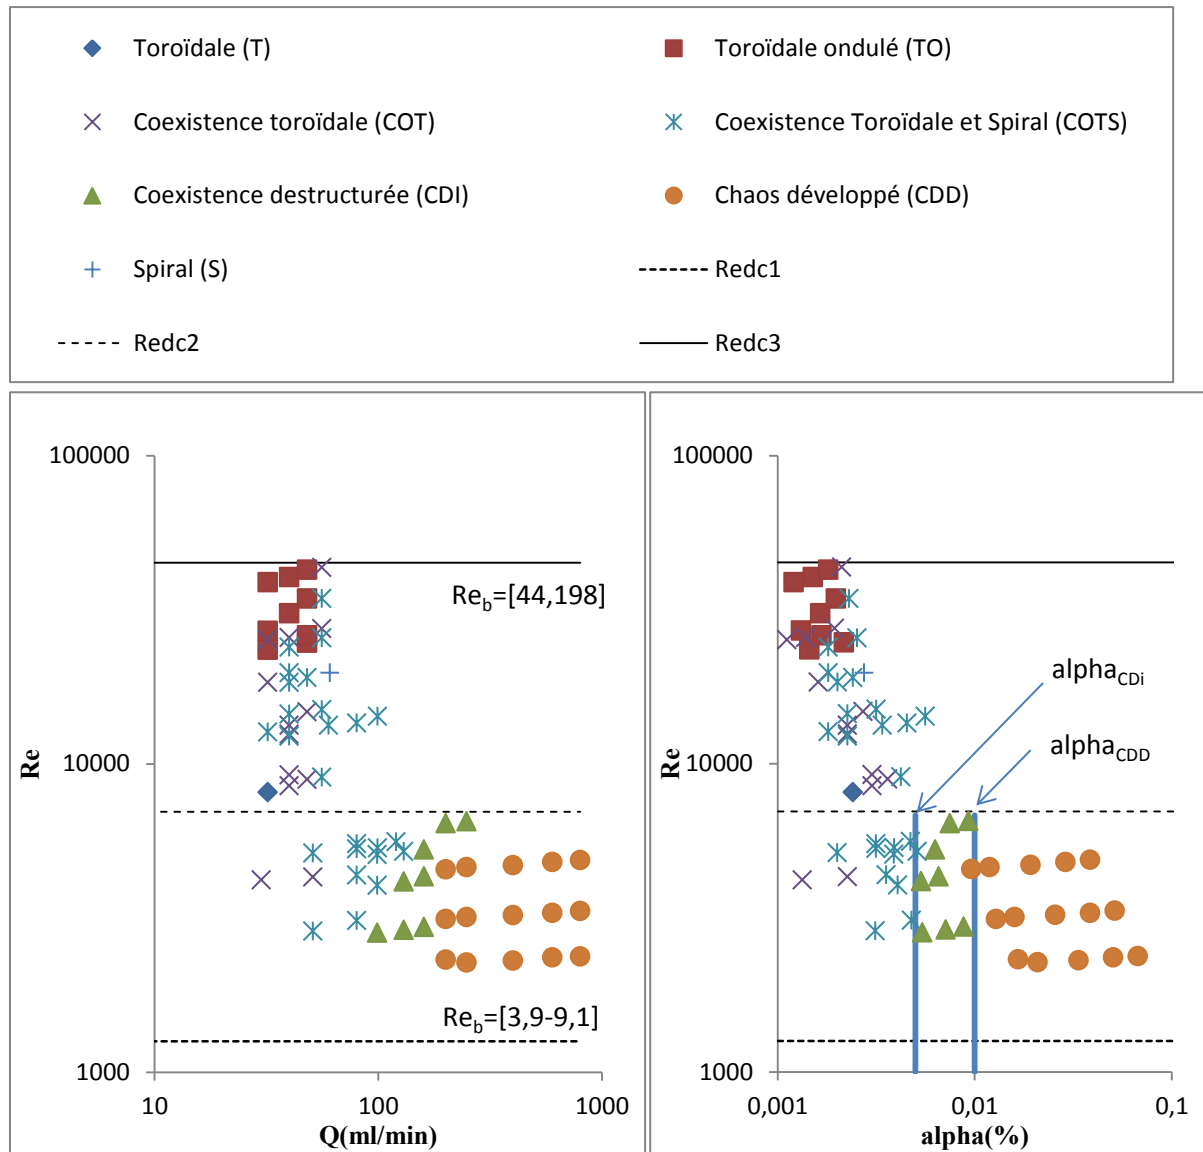 Toroïdale (T)
Toroïdale ondulé (TO)
Coexistence toroïdale (COT)
Coexistence Toroïdale et Spiral (COTS)
Coexistence destructurée (CDI)
Chaos développé (CDD)
Spiral (S)
Redc1
Redc2
Redc3
100000
10000
1000
Re
10
100
1000
Q(ml/min)
Reb=[44,198]
Reb=[3,9-9,1]
100000
10000
1000
Re
0,001
0,01
0,1
alpha(%)
alphaCDi
alphaCDD